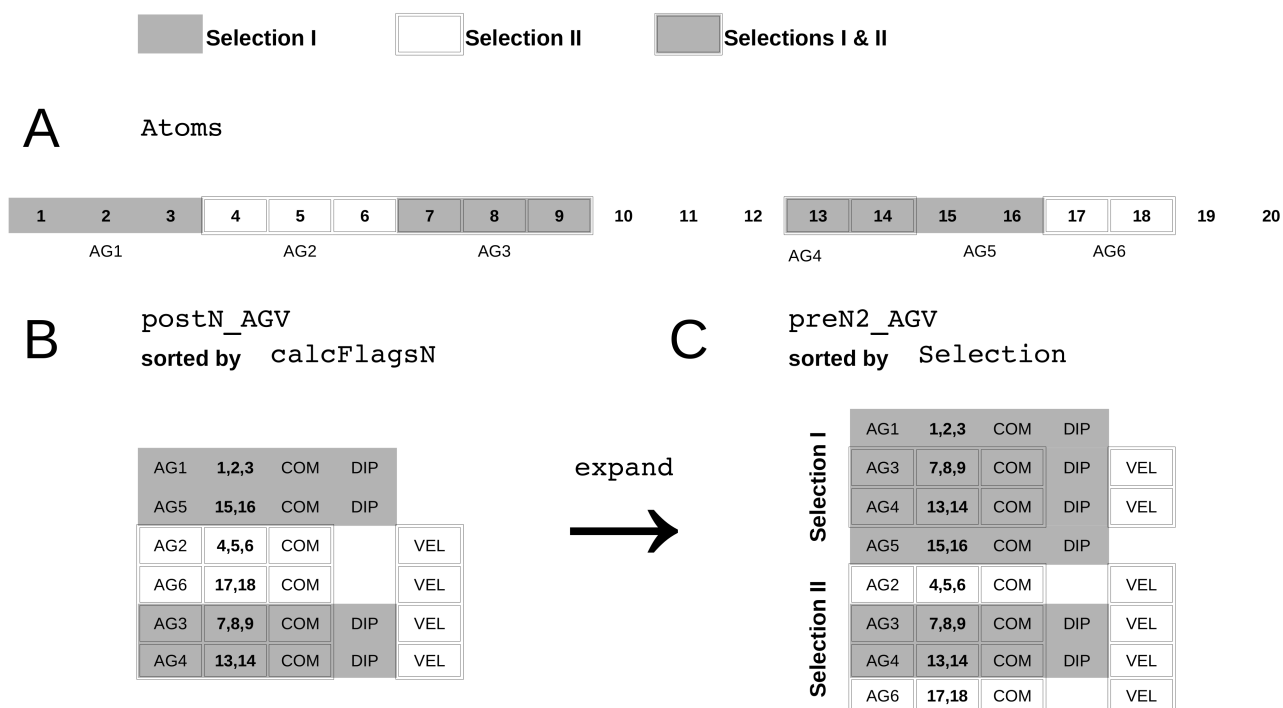 Selection I Selection II Selections I & II
A Atoms
1 2 3 4 5 6 7 8 9 10 11 12 13 14 15 16 17 18 19 20
AG1 AG2 AG3 AG4 AG5 AG6
B postN_AGV
sorted by calcFlagsN
AG1 1,2,3 COM DIP
AG5 15,16 COM DIP
AG2 4,5,6 COM VEL
AG6 17,18 COM VEL
AG3 7,8,9 COM DIP VEL
AG4 13,14 COM DIP VEL
expand
C preN2_AGV
sorted by Selection
Selection I
AG1 1,2,3 COM DIP
AG3 7,8,9 COM DIP VEL
AG4 13,14 COM DIP VEL
AG5 15,16 COM DIP
Selection II
AG2 4,5,6 COM VEL
AG3 7,8,9 COM DIP VEL
AG4 13,14 COM DIP VEL
AG6 17,18 COM VEL